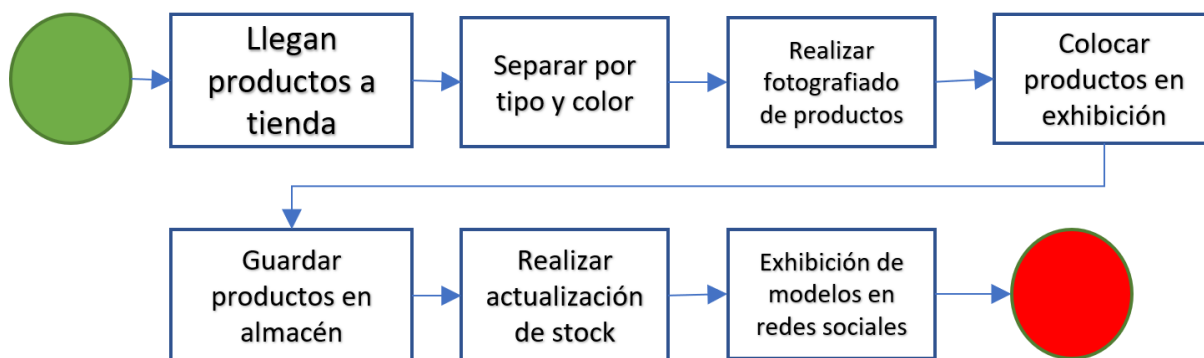 Llegan
productos a
tienda
Separar por
tipo y color
Realizar
fotografiado
de productos
Colocar
productos en
exhibición
Guardar
productos en
almacén
Realizar
actualización
de stock
Exhibición de
modelos en
redes sociales